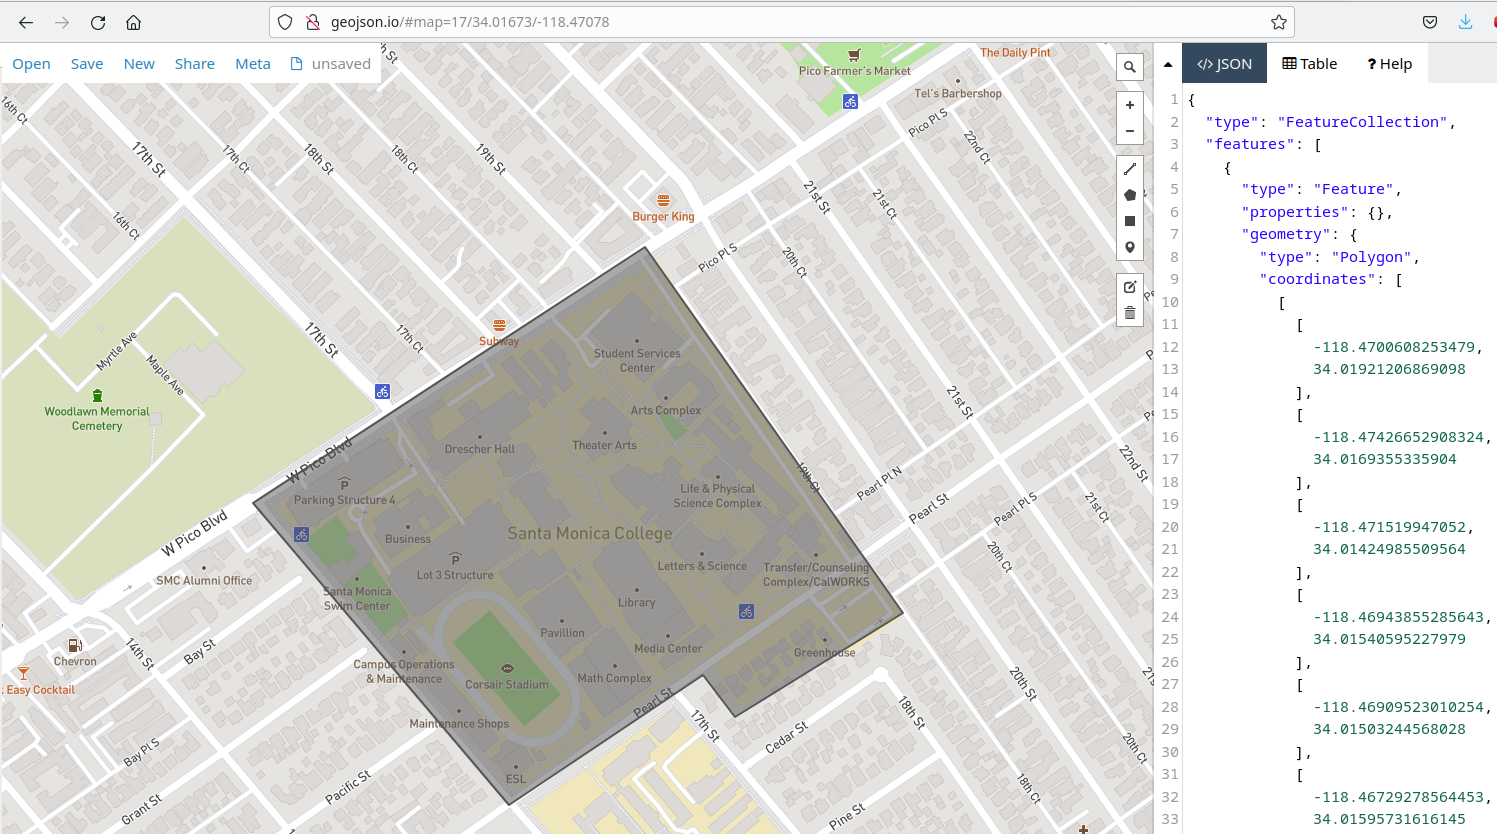 geojson.io/#map=17/34.01673/-118.47078
Open Save New Share Meta unsaved
</> JSON Table ? Help
1 {
2 "type": "FeatureCollection",
3 "features": [
4 {
5 "type": "Feature",
6 "properties": {},
7 "geometry": {
8 "type": "Polygon",
9 "coordinates": [
10 [
11 [
12 -118.4700608253479,
13 34.01921206869098
14 ],
15 [
16 -118.47426652908324,
17 34.0169355335904
18 ],
19 [
20 -118.471519947052,
21 34.01424985509564
22 ],
23 [
24 -118.46943855285643,
25 34.01540595227979
26 ],
27 [
28 -118.46909523010254,
29 34.01503244568028
30 ],
31 [
32 -118.46729278564453,
33 34.01595731616145
The Daily Pint
Pico Farmer's Market
Tel's Barbershop
Pico Pl S
22nd Ct
16th Ct
17th St
17th Ct
18th St
18th Ct
19th St
21st St
21st Ct
16th Ct
Burger King
Pico Pl S
20th Ct
17th St
17th Ct
Subway
Myrtle Ave
Maple Ave
Student Services
Center
Woodlawn Memorial
Cemetery
Arts Complex
21st St
Drescher Hall
Theater Arts
W Pico Blvd
22nd St
19th Ct
Pearl Pl N
Parking Structure 4
Life & Physical
Science Complex
Pearl St
Pearl Pl S
21st Ct
W Pico Blvd
Business
Santa Monica College
20th Ct
SMC Alumni Office
Lot 3 Structure
Letters & Science
Transfer/Counseling
Complex/CalWORKS
Santa Monica
Swim Center
Library
Pavillion
Media Center
Greenhouse
14th St
Bay St
Chevron
Campus Operations
& Maintenance
Corsair Stadium
Math Complex
20th St
Easy Cocktail
Pearl St
17th St
18th St
Maintenance Shops
Cedar St
20th Ct
Bay Pl S
ESL
Pacific St
18th Ct
Grant St
Pine St